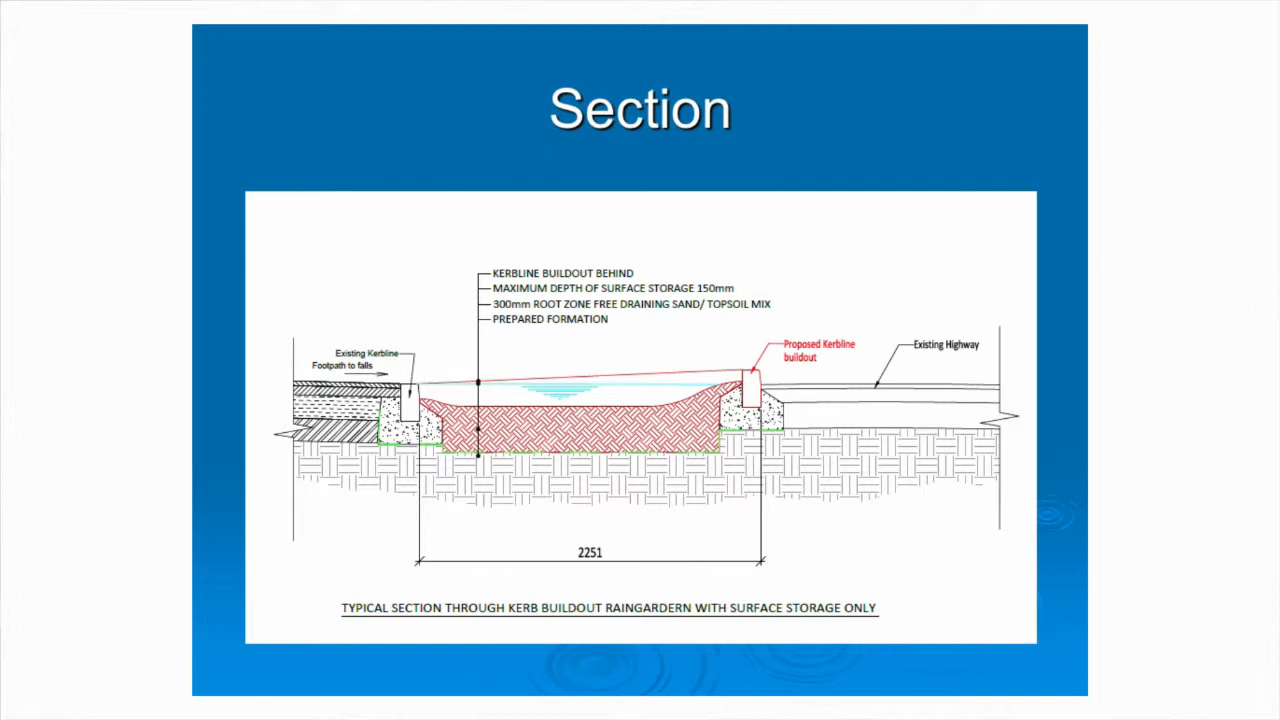 Section
KERBLINE BUILDOUT BEHIND
MAXIMUM DEPTH OF SURFACE STORAGE 150mm
300mm ROOT ZONE FREE DRAINING SAND/ TOPSOIL MIX
PREPARED FORMATION
Existing Kerbline
Footpath to falls
Proposed Kerbline
buildout
Existing Highway
2251
TYPICAL SECTION THROUGH KERB BUILDOUT RAINGARDERN WITH SURFACE STORAGE ONLY